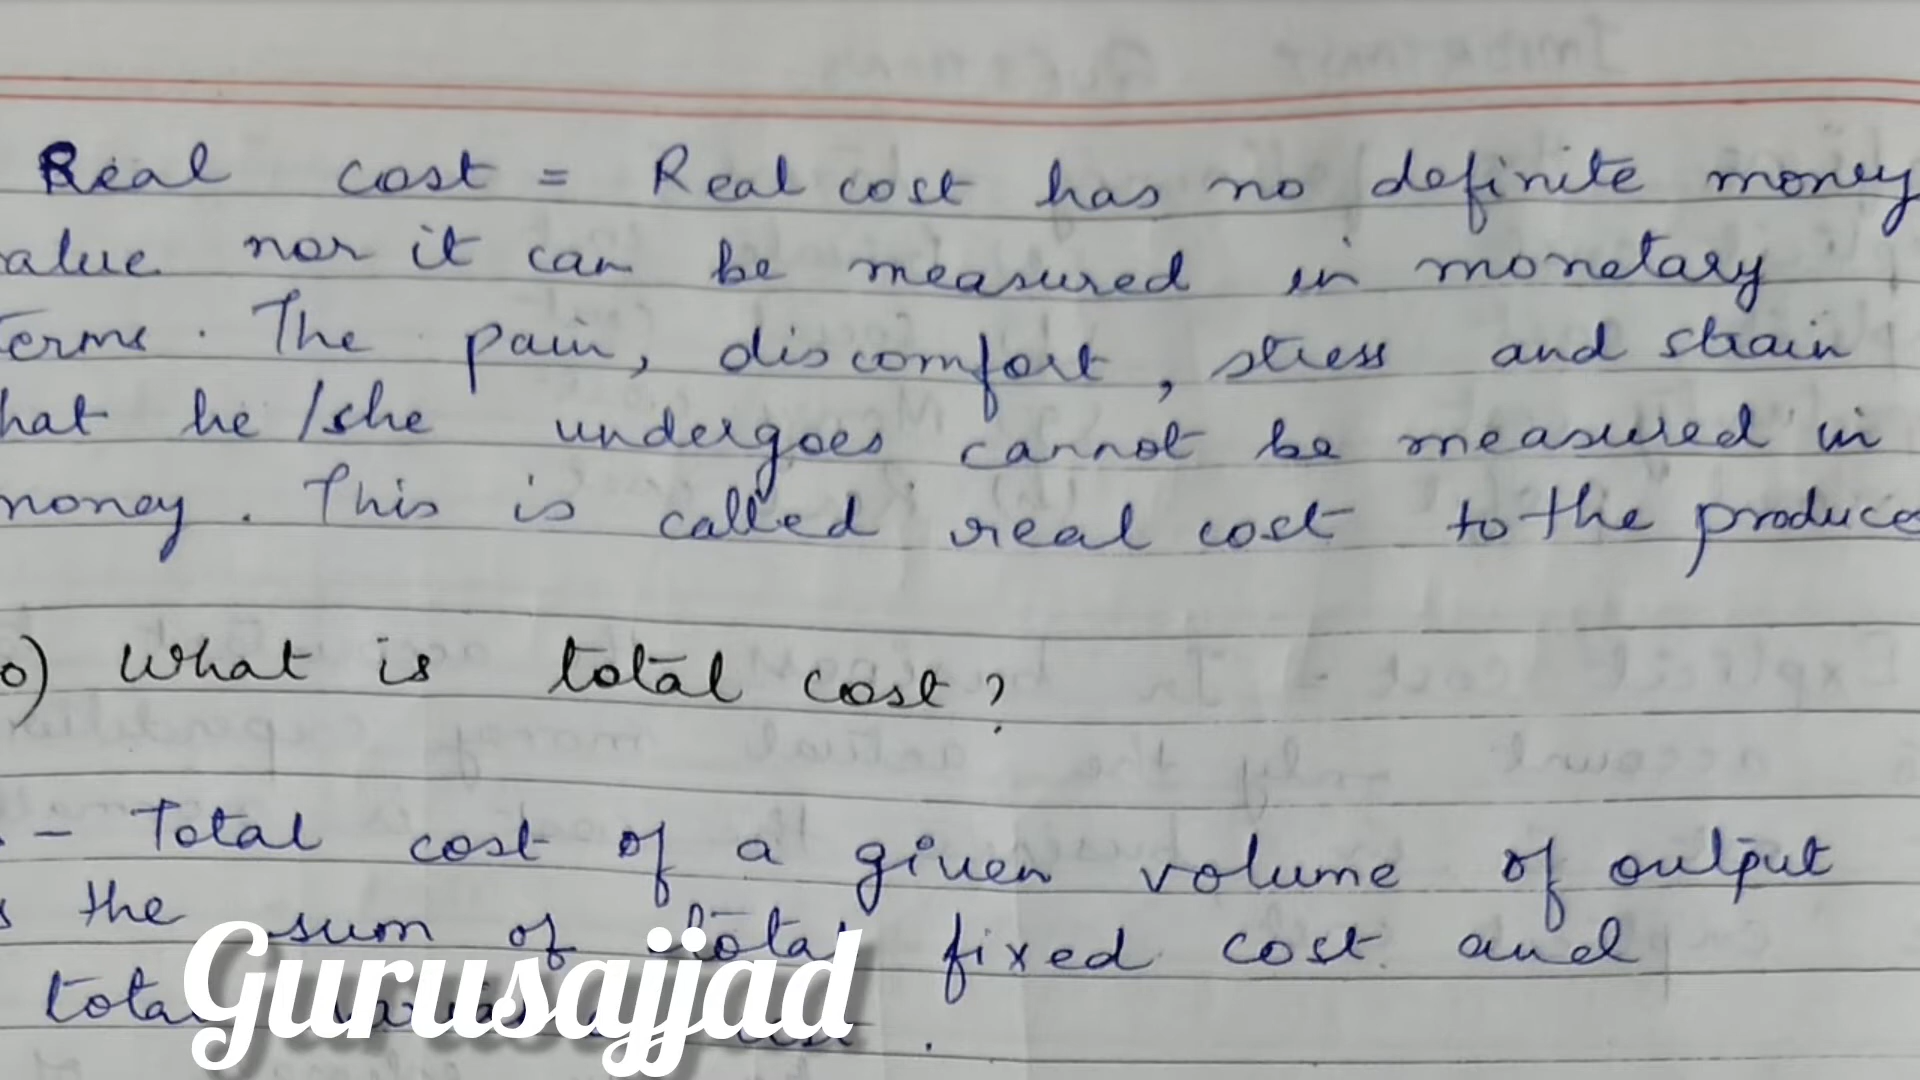 Real cost = Real cost has no definite money
alue nor it can be measured in monetary
erms. The pain, discomfort, stress and strain
hat he/she undergoes cannot be measured in
money. This is called real cost to the produce
o) What is total cost?
- Total cost of a given volume of output
s the sum of total fixed cost and
total
Gurusajjad